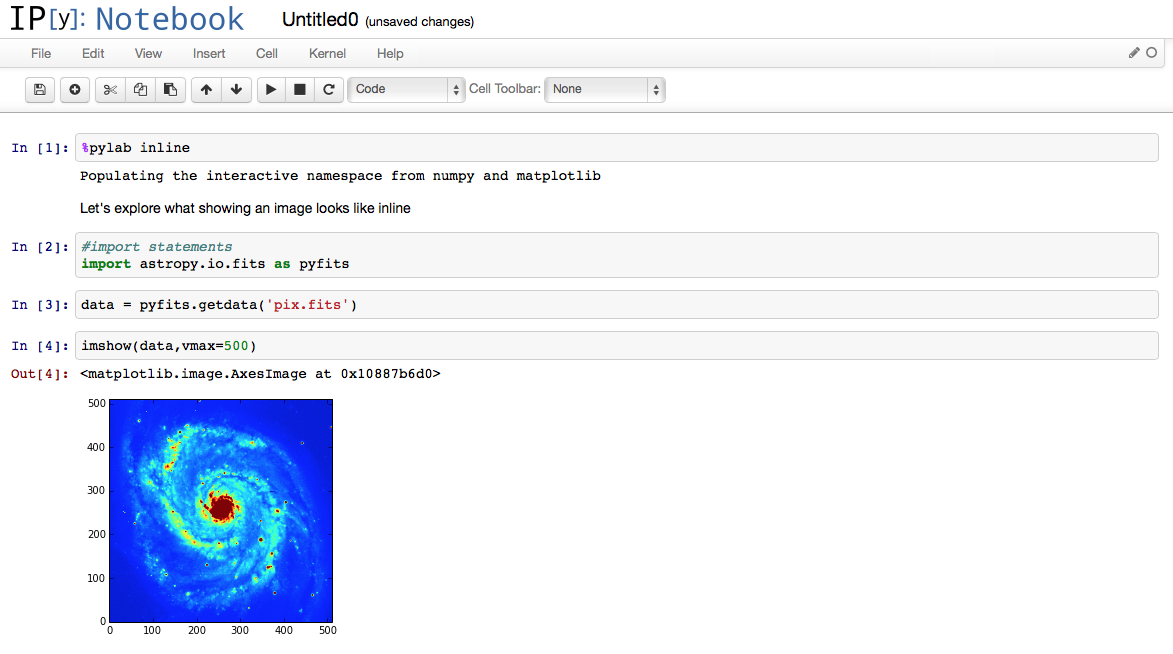 IP[y]: Notebook Untitled0 (unsaved changes)
File Edit View Insert Cell Kernel Help
Code Cell Toolbar: None
In [1]: %pylab inline
Populating the interactive namespace from numpy and matplotlib
Let's explore what showing an image looks like inline
In [2]: #import statements
import astropy.io.fits as pyfits
In [3]: data = pyfits.getdata('pix.fits')
In [4]: imshow(data,vmax=500)
Out[4]: <matplotlib.image.AxesImage at 0x10887b6d0>
500
400
300
200
100
0
0 100 200 300 400 500